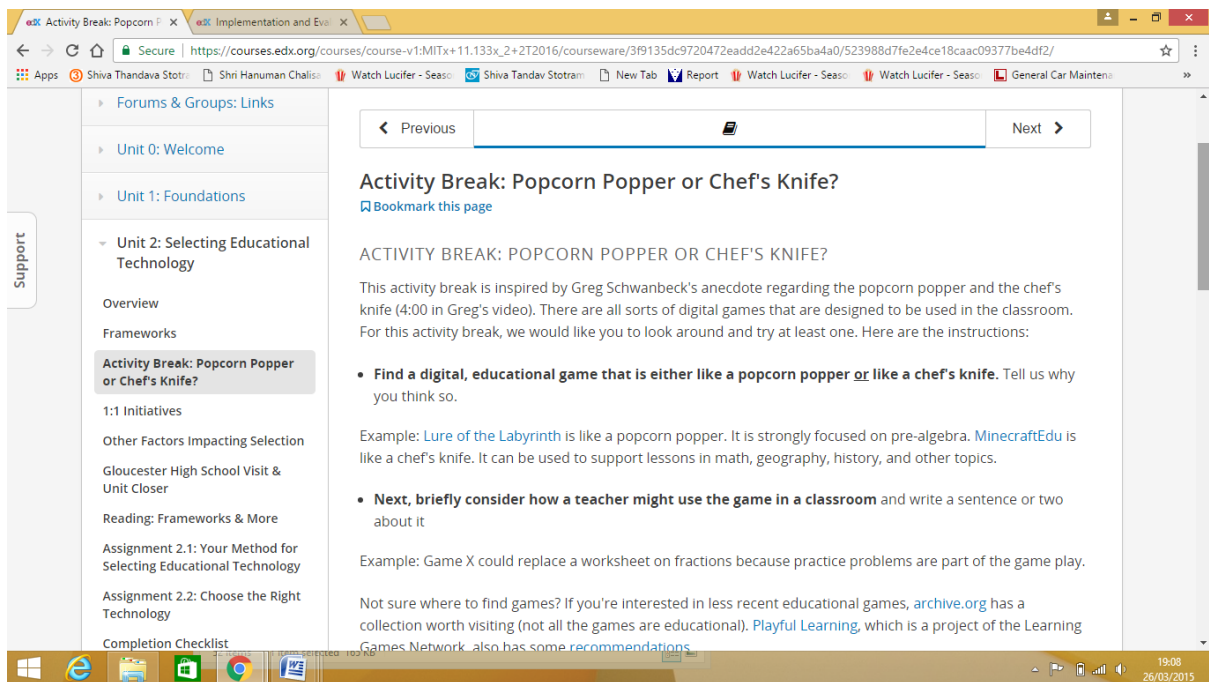 edX Activity Break: Popcorn P
edX Implementation and Eva
Secure | https://courses.edx.org/courses/course-v1:MITx+11.133x_2+2T2016/courseware/3f9135dc9720472eadd2e422a65ba4a0/523988d7fe2e4ce18caac09377be4df2/
Apps Shiva Thandava Stotra Shri Hanuman Chalisa Watch Lucifer - Seaso Shiva Tandav Stotram New Tab Report Watch Lucifer - Seaso Watch Lucifer - Seaso General Car Maintena »
Support
Forums & Groups: Links
Unit 0: Welcome
Unit 1: Foundations
Unit 2: Selecting Educational
Technology
Overview
Frameworks
Activity Break: Popcorn Popper
or Chef's Knife?
1:1 Initiatives
Other Factors Impacting Selection
Gloucester High School Visit &
Unit Closer
Reading: Frameworks & More
Assignment 2.1: Your Method for
Selecting Educational Technology
Assignment 2.2: Choose the Right
Technology
Completion Checklist
Previous
Next
Activity Break: Popcorn Popper or Chef's Knife?
Bookmark this page
ACTIVITY BREAK: POPCORN POPPER OR CHEF'S KNIFE?
This activity break is inspired by Greg Schwanbeck's anecdote regarding the popcorn popper and the chef's
knife (4:00 in Greg's video). There are all sorts of digital games that are designed to be used in the classroom.
For this activity break, we would like you to look around and try at least one. Here are the instructions:
• Find a digital, educational game that is either like a popcorn popper or like a chef's knife. Tell us why
you think so.
Example: Lure of the Labyrinth is like a popcorn popper. It is strongly focused on pre-algebra. MinecraftEdu is
like a chef's knife. It can be used to support lessons in math, geography, history, and other topics.
• Next, briefly consider how a teacher might use the game in a classroom and write a sentence or two
about it
Example: Game X could replace a worksheet on fractions because practice problems are part of the game play.
Not sure where to find games? If you're interested in less recent educational games, archive.org has a
collection worth visiting (not all the games are educational). Playful Learning, which is a project of the Learning
Games Network, also has some recommendations
19:08
26/03/2015